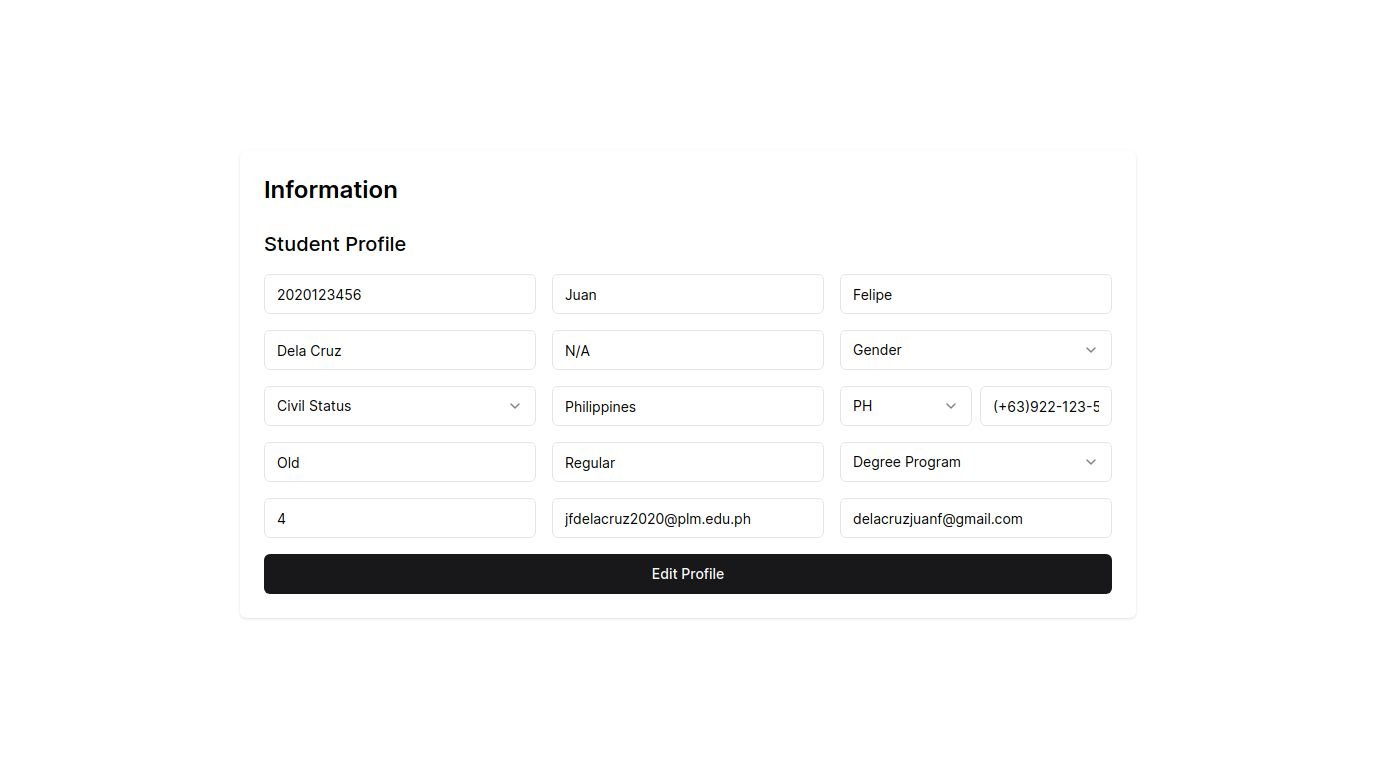 Information
Student Profile
2020123456 Juan Felipe
Dela Cruz N/A Gender
Civil Status Philippines PH (+63)922-123-5
Old Regular Degree Program
4 jfdelacruz2020@plm.edu.ph delacruzjuanf@gmail.com
Edit Profile